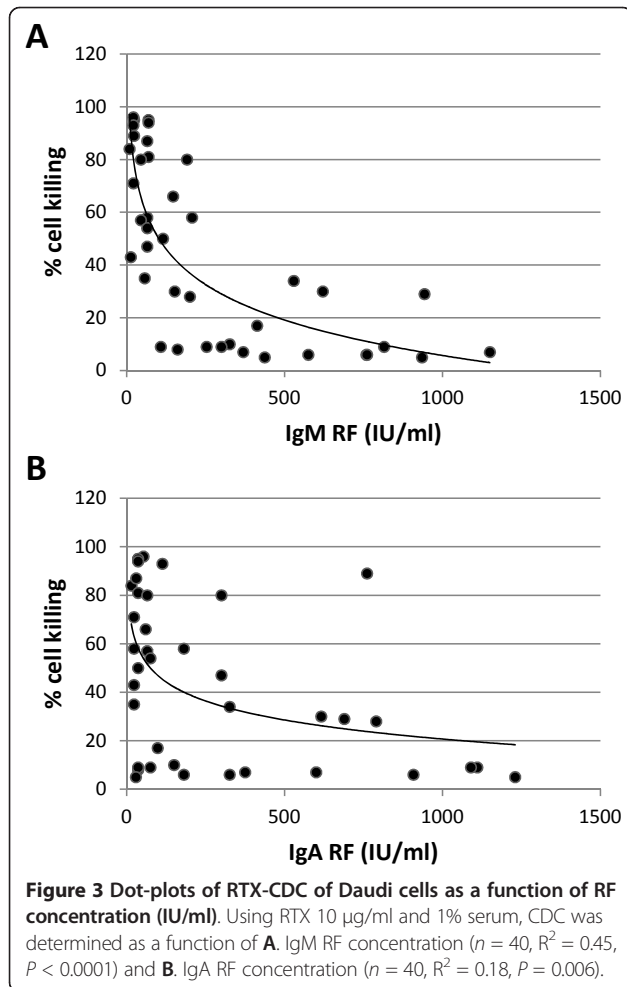 A
120
100
80
60
40
20
0
% cell killing
0 500 1000 1500
IgM RF (IU/ml)
B
120
100
80
60
40
20
0
% cell killing
0 500 1000 1500
IgA RF (IU/ml)
Figure 3 Dot-plots of RTX-CDC of Daudi cells as a function of RF
concentration (IU/ml). Using RTX 10 μg/ml and 1% serum, CDC was
determined as a function of A. IgM RF concentration (n = 40, R² = 0.45,
P < 0.0001) and B. IgA RF concentration (n = 40, R² = 0.18, P = 0.006).